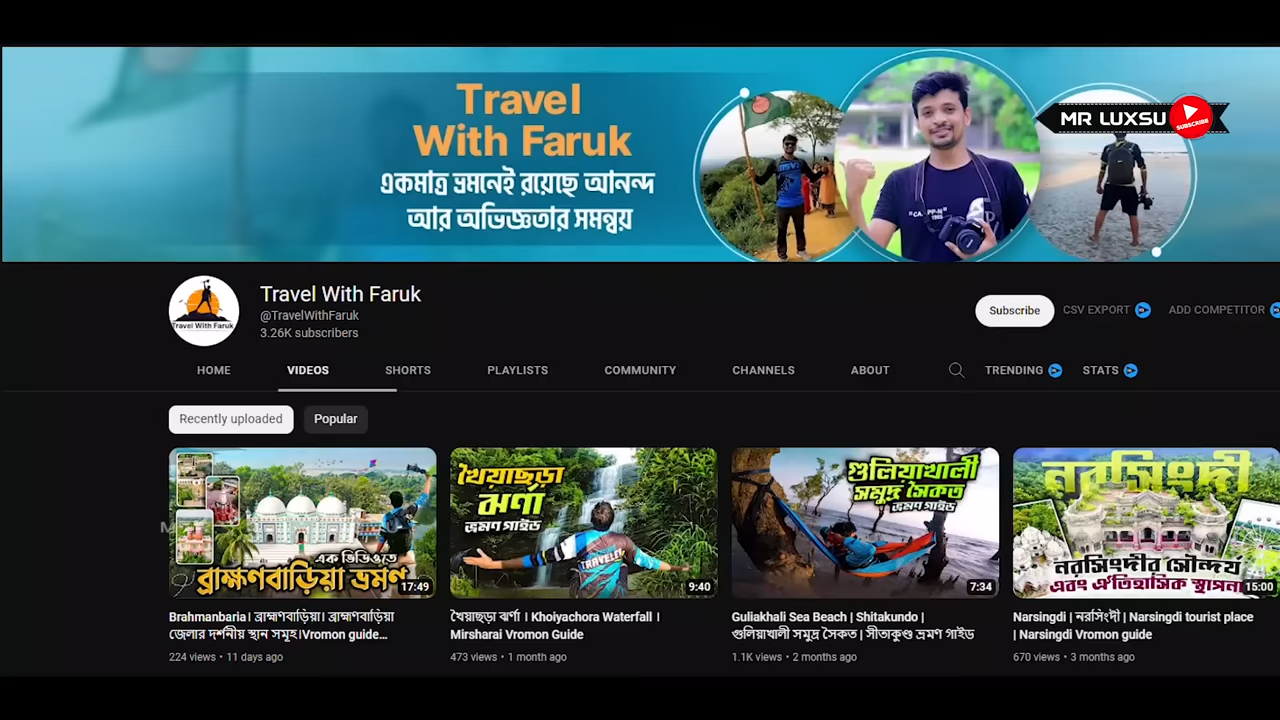 Travel
With Faruk
একমাত্র ভ্রমনেই রয়েছে আনন্দ
আর অভিজ্ঞতার সমন্বয়
MR LUXSU
SUBSCRIBE
Travel With Faruk
Travel With Faruk
@TravelWithFaruk
3.26K subscribers
Subscribe
CSV EXPORT
ADD COMPETITOR
HOME
VIDEOS
SHORTS
PLAYLISTS
COMMUNITY
CHANNELS
ABOUT
TRENDING
STATS
Recently uploaded
Popular
এক ভিডিওতে
ব্রাহ্মণবাড়িয়া ভ্রমণ
17:49
খৈয়াছড়া
ঝর্ণা
ভ্রমণ গাইড
TRAVELER
9:40
গুলিয়াখালী
সমুদ্র সৈকত
ভ্রমণ গাইড
7:34
নরসিংদী
নরসিংদীর সৌন্দর্য
এবং ঐতিহাসিক স্থাপনা
15:00
Brahmanbaria। ব্রাহ্মণবাড়িয়া। ব্রাহ্মণবাড়িয়া
জেলার দর্শনীয় স্থান সমূহ।Vromon guide...
224 views • 11 days ago
খৈয়াছড়া ঝর্ণা । Khoiyachora Waterfall ।
Mirsharai Vromon Guide
473 views • 1 month ago
Guliakhali Sea Beach | Shitakundo |
গুলিয়াখালী সমুদ্র সৈকত | সীতাকুণ্ড ভ্রমণ গাইড
1.1K views • 2 months ago
Narsingdi | নরসিংদী | Narsingdi tourist place
| Narsingdi Vromon guide
670 views • 3 months ago